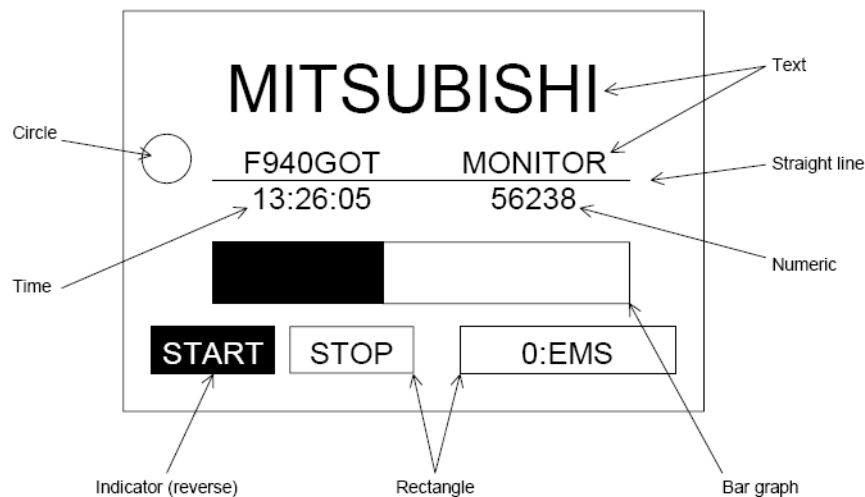 Text
MITSUBISHI
Circle
F940GOT MONITOR
Straight line
13:26:05 56238
Numeric
Time
START STOP 0:EMS
Indicator (reverse) Rectangle Bar graph